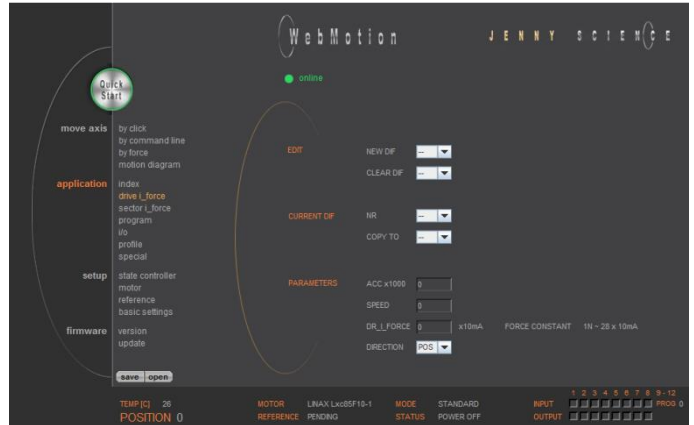 WebMotion
JENNY SCIENCE
online
Quick
Start
move axis
by click
by command line
by force
motion diagram
application
index
drive i_force
sector i_force
program
i/o
profile
special
setup
state controller
motor
reference
basic settings
firmware
version
update
save open
EDIT NEW DIF --
CLEAR DIF --
CURRENT DIF NR --
COPY TO --
PARAMETERS ACC x1000 0
SPEED 0
DR_I_FORCE 0 x10mA FORCE CONSTANT 1N ~ 28 x 10mA
DIRECTION POS
1 2 3 4 5 6 7 8 9-12
TEMP [C] 26 MOTOR LINAX Lxc85F10-1 MODE STANDARD INPUT PROG 0
POSITION 0 REFERENCE PENDING STATUS POWER OFF OUTPUT